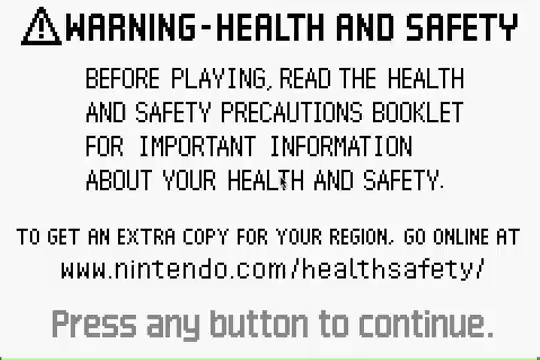 ⚠WARNING-HEALTH AND SAFETY
BEFORE PLAYING, READ THE HEALTH
AND SAFETY PRECAUTIONS BOOKLET
FOR IMPORTANT INFORMATION
ABOUT YOUR HEALTH AND SAFETY.
TO GET AN EXTRA COPY FOR YOUR REGION, GO ONLINE AT
www.nintendo.com/healthsafety/
Press any button to continue.